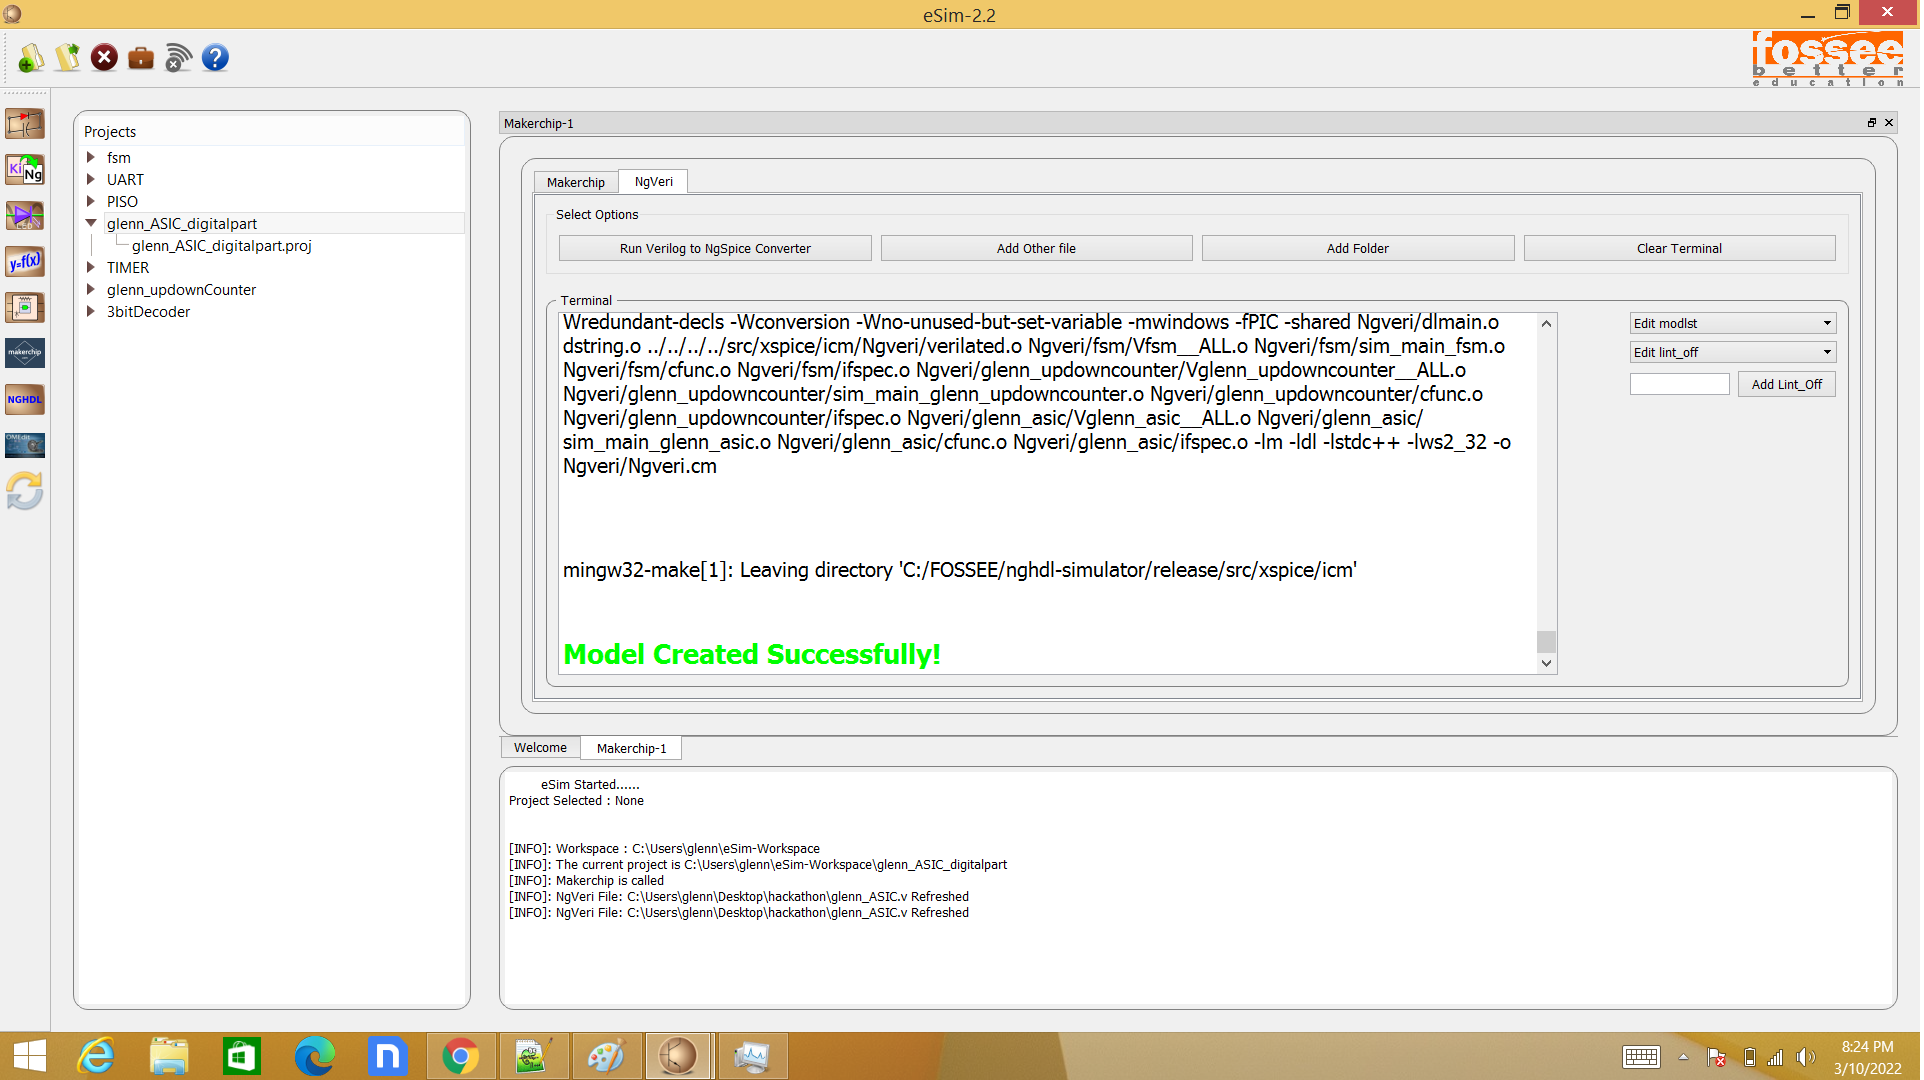 eSim-2.2
fossee
better
education
Projects
fsm
UART
PISO
glenn_ASIC_digitalpart
glenn_ASIC_digitalpart.proj
TIMER
glenn_updownCounter
3bitDecoder
Ki
Ng
y=f(x)
makerchip
NGHDL
OMEdit
Makerchip-1
Makerchip
NgVeri
Select Options
Run Verilog to NgSpice Converter
Add Other file
Add Folder
Clear Terminal
Terminal
Wredundant-decls -Wconversion -Wno-unused-but-set-variable -mwindows -fPIC -shared Ngveri/dlmain.o
dstring.o ../../../../src/xspice/icm/Ngveri/verilated.o Ngveri/fsm/Vfsm__ALL.o Ngveri/fsm/sim_main_fsm.o
Ngveri/fsm/cfunc.o Ngveri/fsm/ifspec.o Ngveri/glenn_updowncounter/Vglenn_updowncounter__ALL.o
Ngveri/glenn_updowncounter/sim_main_glenn_updowncounter.o Ngveri/glenn_updowncounter/cfunc.o
Ngveri/glenn_updowncounter/ifspec.o Ngveri/glenn_asic/Vglenn_asic__ALL.o Ngveri/glenn_asic/
sim_main_glenn_asic.o Ngveri/glenn_asic/cfunc.o Ngveri/glenn_asic/ifspec.o -lm -ldl -lstdc++ -lws2_32 -o
Ngveri/Ngveri.cm
mingw32-make[1]: Leaving directory 'C:/FOSSEE/nghdl-simulator/release/src/xspice/icm'
Model Created Successfully!
Edit modlst
Edit lint_off
Add Lint_Off
Welcome
Makerchip-1
eSim Started......
Project Selected : None
[INFO]: Workspace : C:\Users\glenn\eSim-Workspace
[INFO]: The current project is C:\Users\glenn\eSim-Workspace\glenn_ASIC_digitalpart
[INFO]: Makerchip is called
[INFO]: NgVeri File: C:\Users\glenn\Desktop\hackathon\glenn_ASIC.v Refreshed
[INFO]: NgVeri File: C:\Users\glenn\Desktop\hackathon\glenn_ASIC.v Refreshed
8:24 PM
3/10/2022